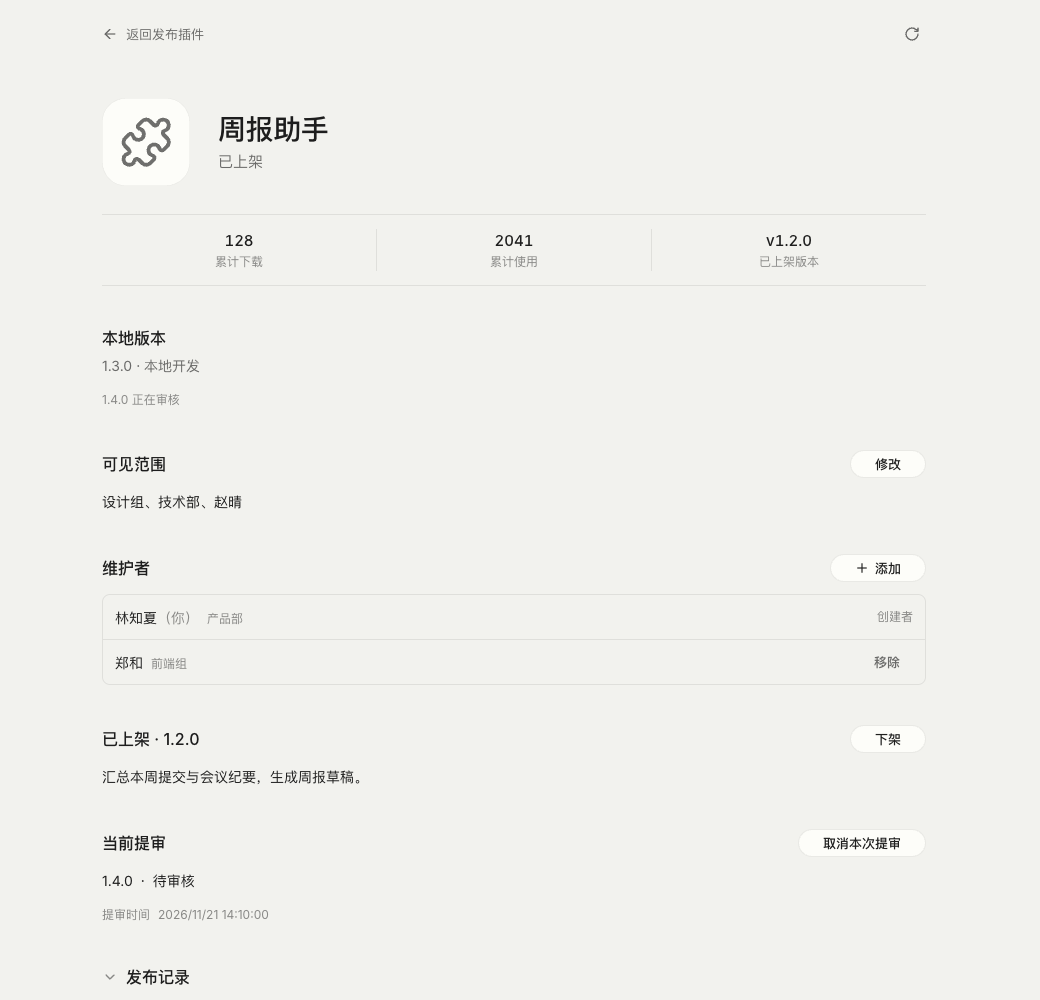 返回发布插件
周报助手
已上架
128
累计下载
2041
累计使用
v1.2.0
已上架版本
本地版本
1.3.0 · 本地开发
1.4.0 正在审核
可见范围
修改
设计组、技术部、赵晴
维护者
添加
林知夏（你） 产品部
创建者
郑和 前端组
移除
已上架 · 1.2.0
下架
汇总本周提交与会议纪要，生成周报草稿。
当前提审
取消本次提审
1.4.0 · 待审核
提审时间 2026/11/21 14:10:00
发布记录